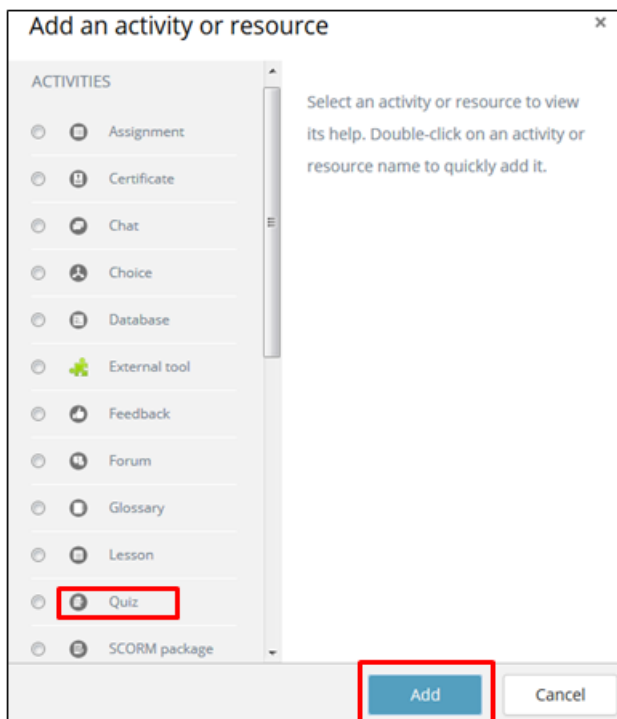 Add an activity or resource
×
ACTIVITIES
Assignment
Certificate
Chat
Choice
Database
External tool
Feedback
Forum
Glossary
Lesson
Quiz
SCORM package
Select an activity or resource to view
its help. Double-click on an activity or
resource name to quickly add it.
Add
Cancel